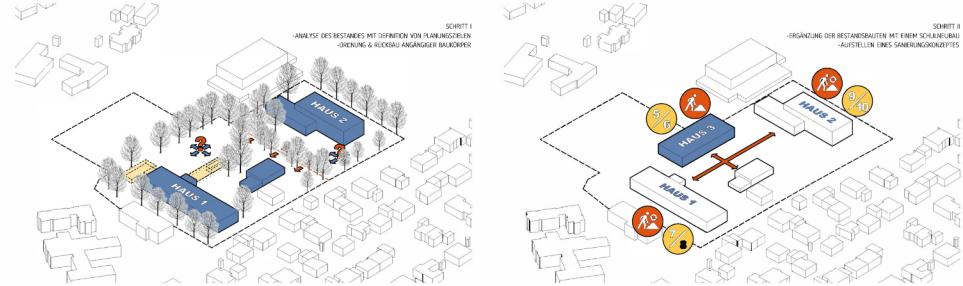 SCHRITT I
-ANALYSE DES BESTANDES MIT DEFINITION VON PLANUNGSZIELEN
-ORDNUNG & RÜCKBAU ANGÄNGIGER BAUKÖRPER
HAUS 2
?
?
HAUS 1
SCHRITT II
-ERGÄNZUNG DER BESTANDSBAUTEN MIT EINEM SCHULNEUBAU
-AUFSTELLEN EINES SANIERUNGSKONZEPTES
9/10
5/6
HAUS 2
HAUS 3
HAUS 1
7/8